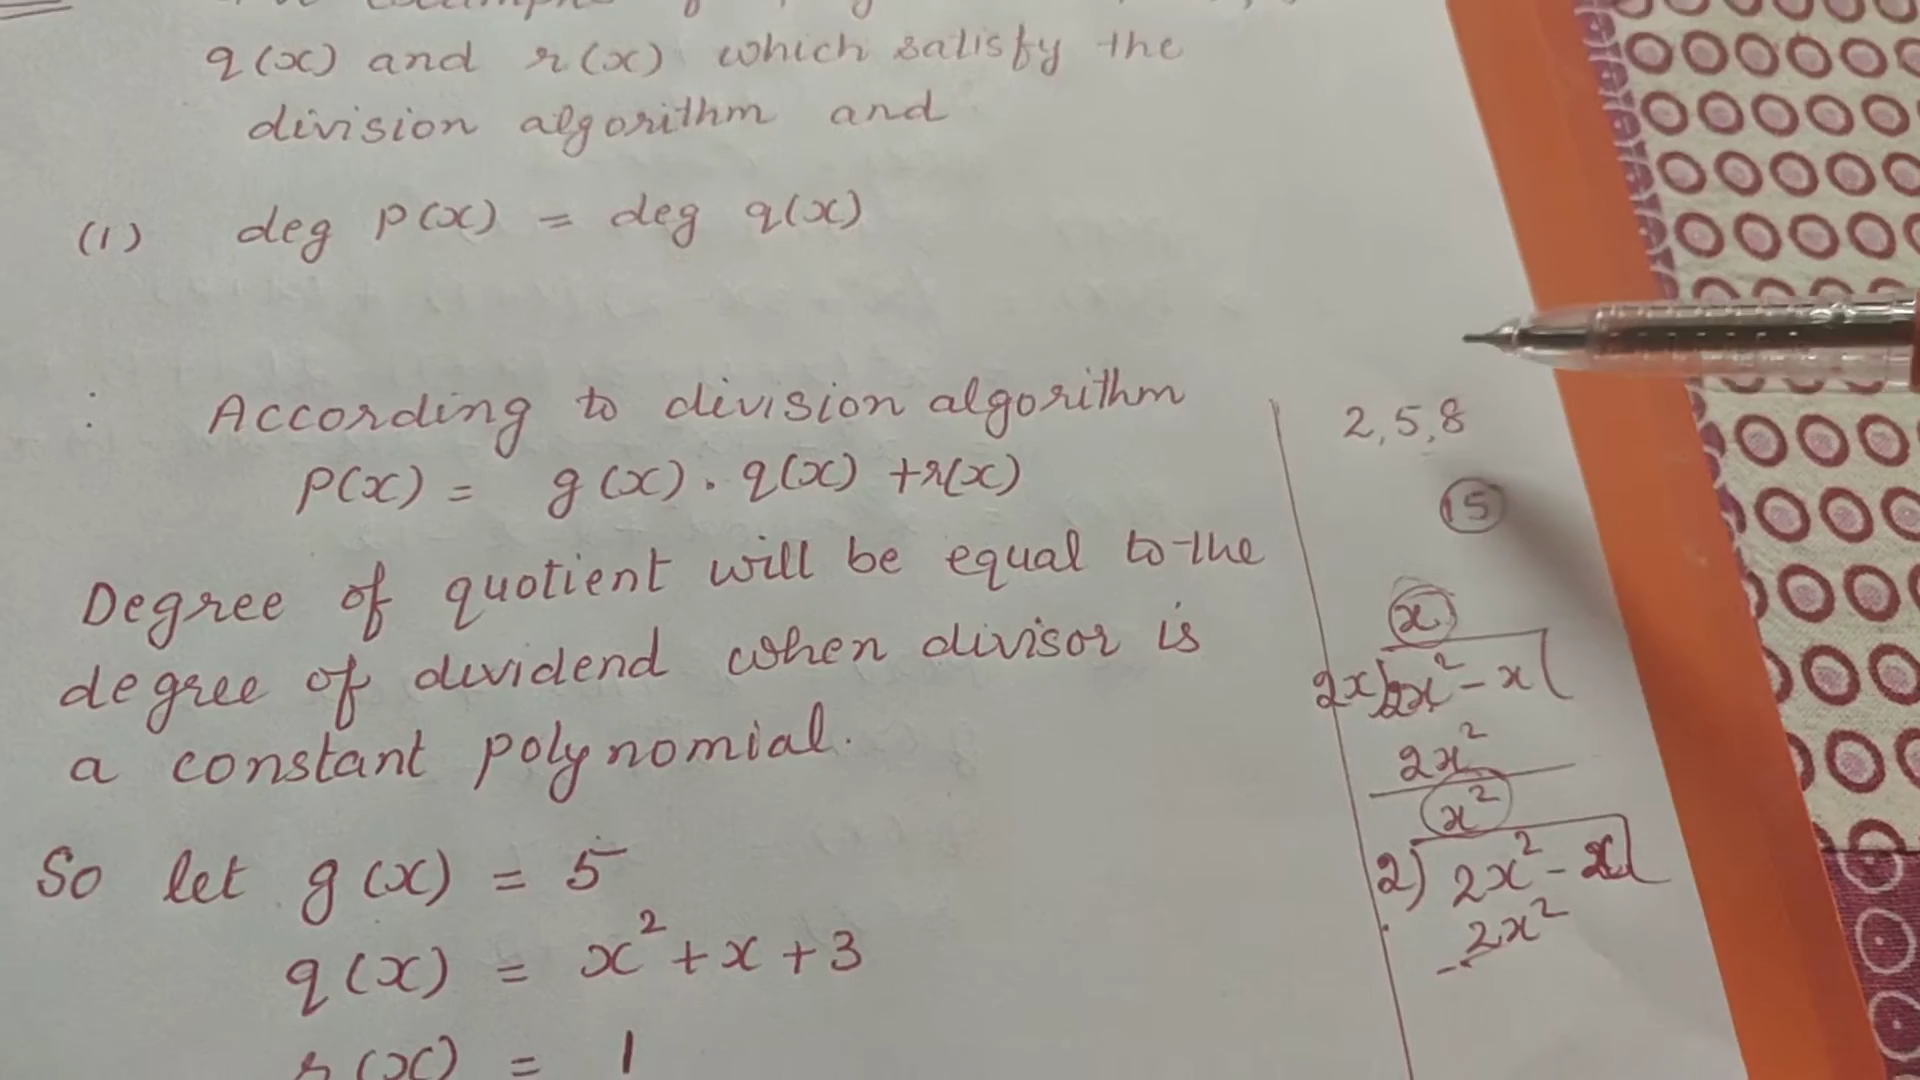 q(x) and r(x) which satisfy the
division algorithm and
(1) deg p(x) = deg q(x)
According to division algorithm
p(x) = g(x) . q(x) + r(x)
Degree of quotient will be equal to the
degree of dividend when divisor is
a constant polynomial.
So let g(x) = 5
q(x) = x² + x + 3
r(x) = 1
2, 5, 8
15
x
2x) 2x² - x (
2x²
x²
2) 2x² - x
- 2x²